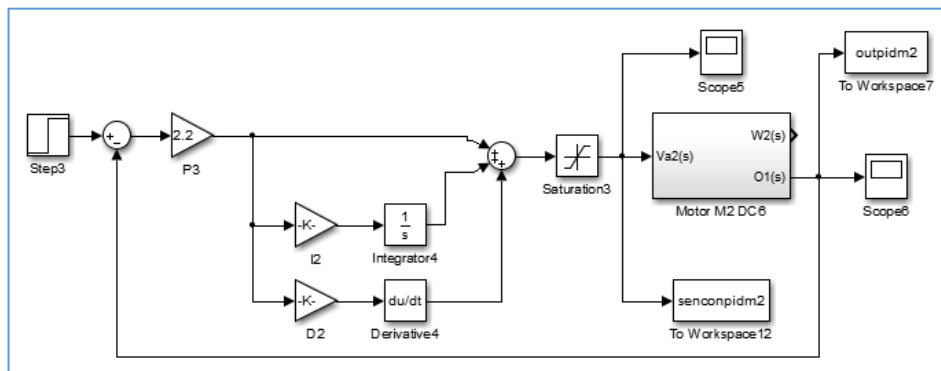 outpidm2
To Workspace7
Scope5
Step3
+
−
2.2
P3
+
+
+
Saturation3
Va2(s)
W2(s)
O1(s)
Motor M2 DC6
Scope6
-K-
I2
1
s
Integrator4
-K-
D2
du/dt
Derivative4
senconpidm2
To Workspace12